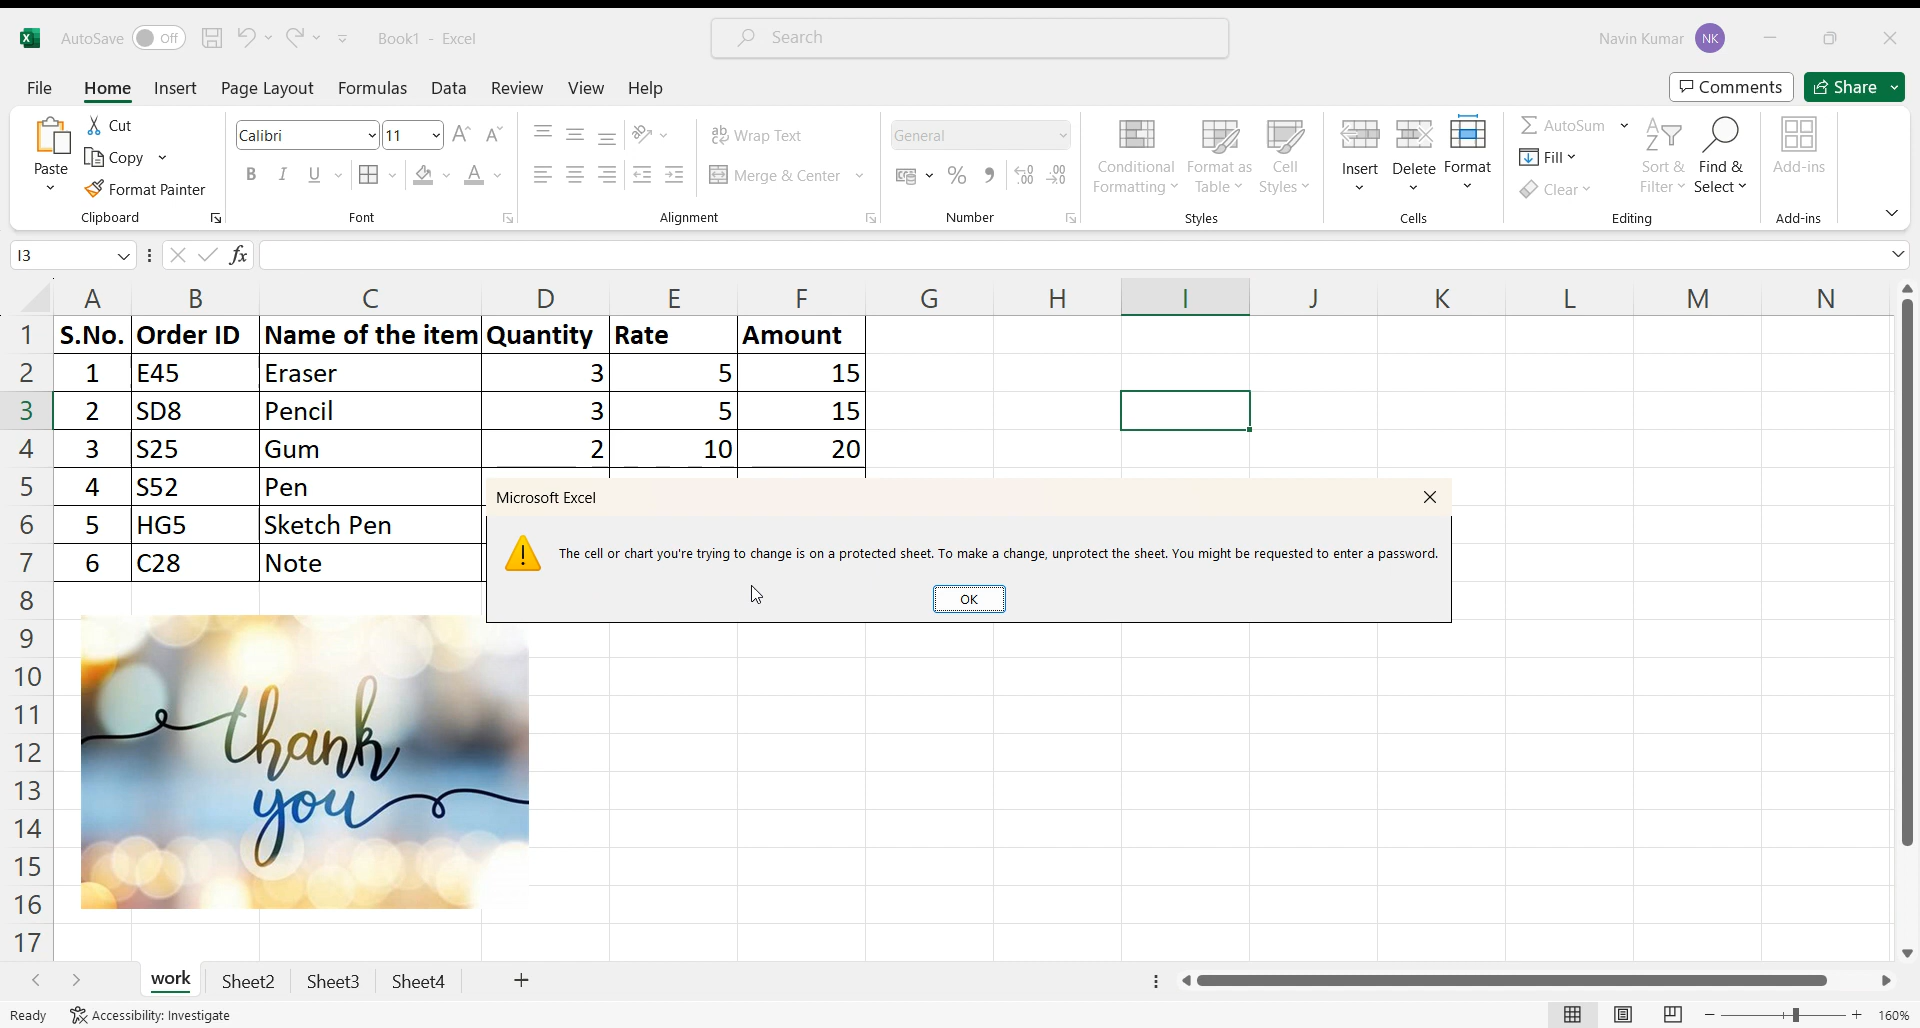 AutoSave Off Book1 - Excel Search Navin Kumar NK
File Home Insert Page Layout Formulas Data Review View Help Comments Share
Paste
Cut
Copy
Format Painter
Clipboard
Calibri 11
B I U A
Font
ab Wrap Text
Merge & Center
Alignment
General
% 9 .00 .00
Number
Conditional Formatting
Format as Table
Cell Styles
Styles
Insert Delete Format
Cells
AutoSum
Fill
Clear
Sort & Filter
Find & Select
Editing
Add-ins
Add-ins
I3 fx
A B C D E F G H I J K L M N
1 S.No. Order ID Name of the item Quantity Rate Amount
2 1 E45 Eraser 3 5 15
3 2 SD8 Pencil 3 5 15
4 3 S25 Gum 2 10 20
5 4 S52 Pen
6 5 HG5 Sketch Pen
7 6 C28 Note
8
9
10
11
12
13
14
15
16
17
Microsoft Excel
The cell or chart you're trying to change is on a protected sheet. To make a change, unprotect the sheet. You might be requested to enter a password.
OK
thank
you
work Sheet2 Sheet3 Sheet4
Ready Accessibility: Investigate 160%